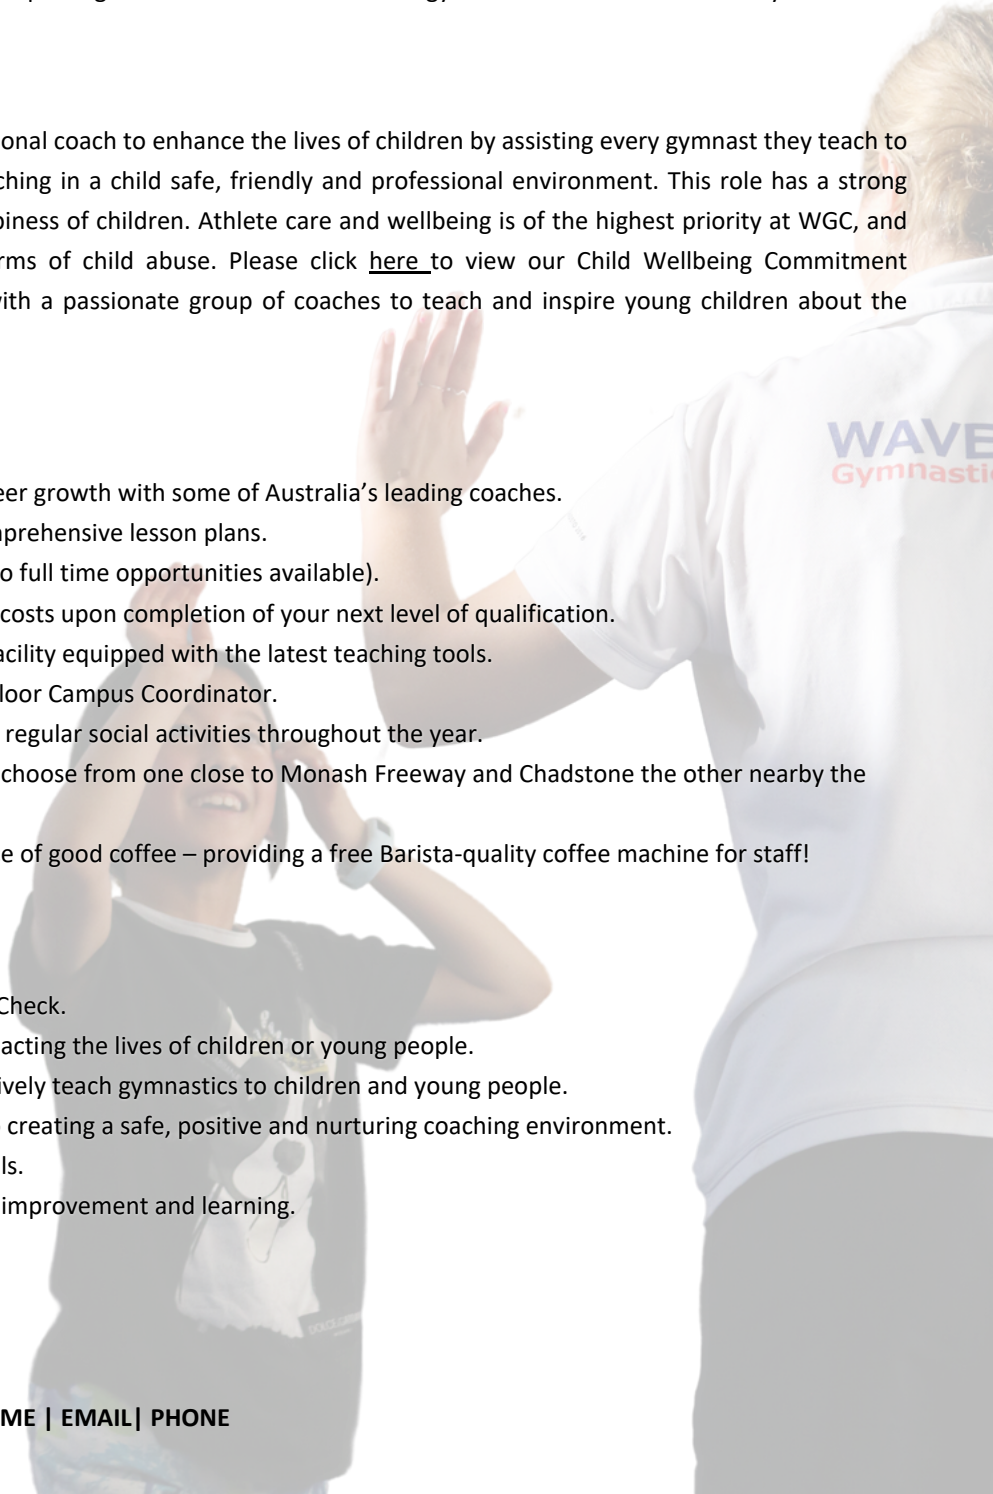 onal coach to enhance the lives of children by assisting every gymnast they teach to
ching in a child safe, friendly and professional environment. This role has a strong
piness of children. Athlete care and wellbeing is of the highest priority at WGC, and
rms of child abuse. Please click here to view our Child Wellbeing Commitment
vith a passionate group of coaches to teach and inspire young children about the
WAVE
Gymnastic
eer growth with some of Australia’s leading coaches.
mprehensive lesson plans.
o full time opportunities available).
costs upon completion of your next level of qualification.
acility equipped with the latest teaching tools.
loor Campus Coordinator.
regular social activities throughout the year.
choose from one close to Monash Freeway and Chadstone the other nearby the
e of good coffee – providing a free Barista-quality coffee machine for staff!
Check.
acting the lives of children or young people.
ively teach gymnastics to children and young people.
creating a safe, positive and nurturing coaching environment.
ls.
improvement and learning.
ME | EMAIL| PHONE